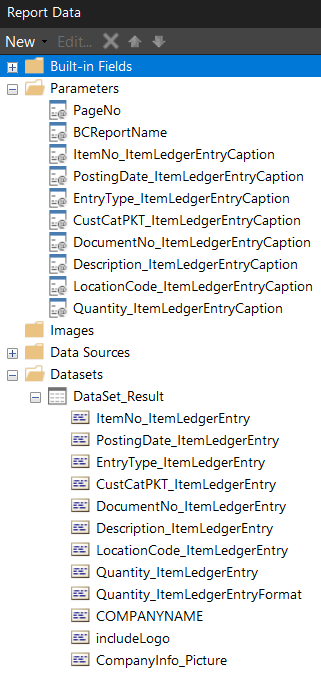 Report Data
New Edit...
Built-in Fields
Parameters
PageNo
BCReportName
ItemNo_ItemLedgerEntryCaption
PostingDate_ItemLedgerEntryCaption
EntryType_ItemLedgerEntryCaption
CustCatPKT_ItemLedgerEntryCaption
DocumentNo_ItemLedgerEntryCaption
Description_ItemLedgerEntryCaption
LocationCode_ItemLedgerEntryCaption
Quantity_ItemLedgerEntryCaption
Images
Data Sources
Datasets
DataSet_Result
ItemNo_ItemLedgerEntry
PostingDate_ItemLedgerEntry
EntryType_ItemLedgerEntry
CustCatPKT_ItemLedgerEntry
DocumentNo_ItemLedgerEntry
Description_ItemLedgerEntry
LocationCode_ItemLedgerEntry
Quantity_ItemLedgerEntry
Quantity_ItemLedgerEntryFormat
COMPANYNAME
includeLogo
CompanyInfo_Picture